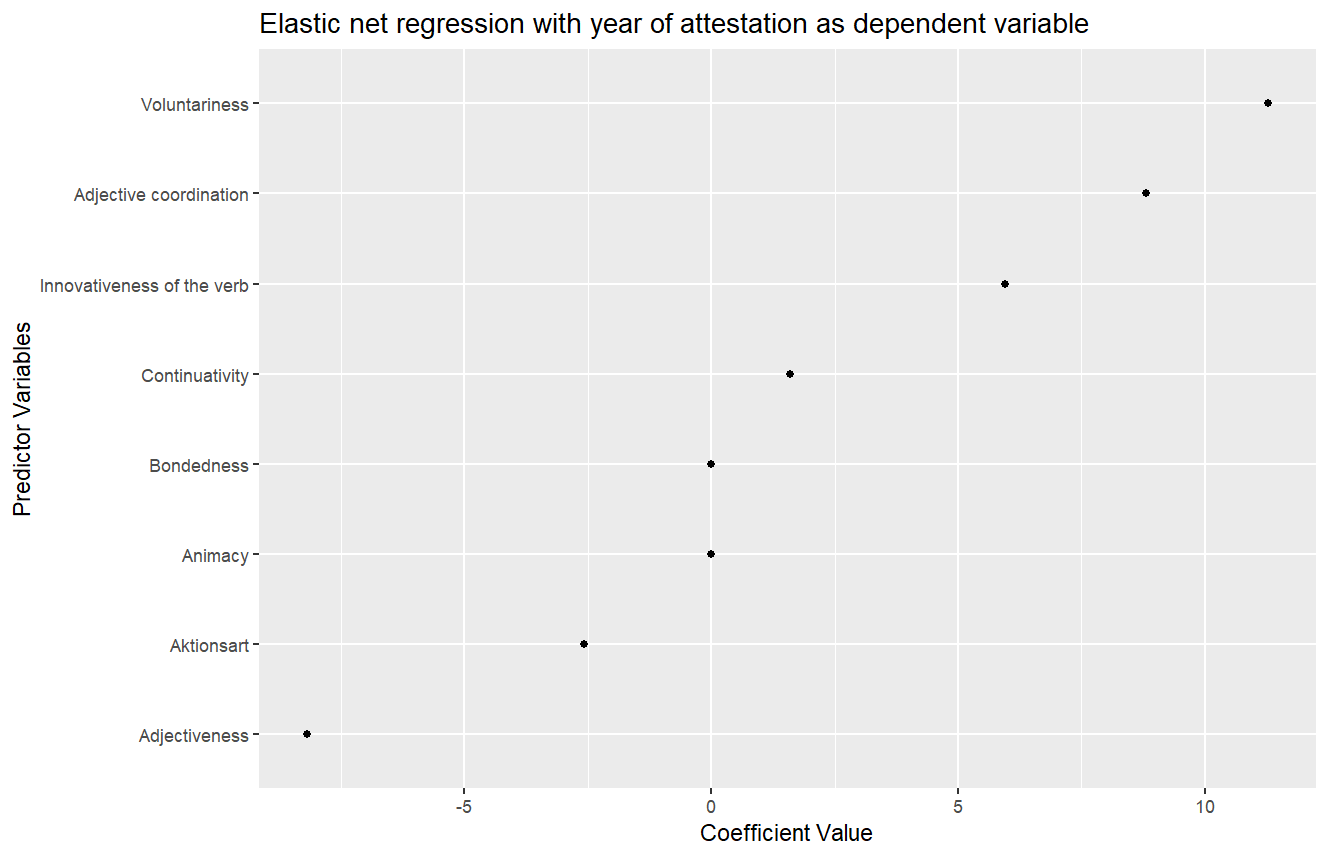 Elastic net regression with year of attestation as dependent variable
Predictor Variables
Voluntariness
Adjective coordination
Innovativeness of the verb
Continuativity
Bondedness
Animacy
Aktionsart
Adjectiveness
-5 0 5 10
Coefficient Value